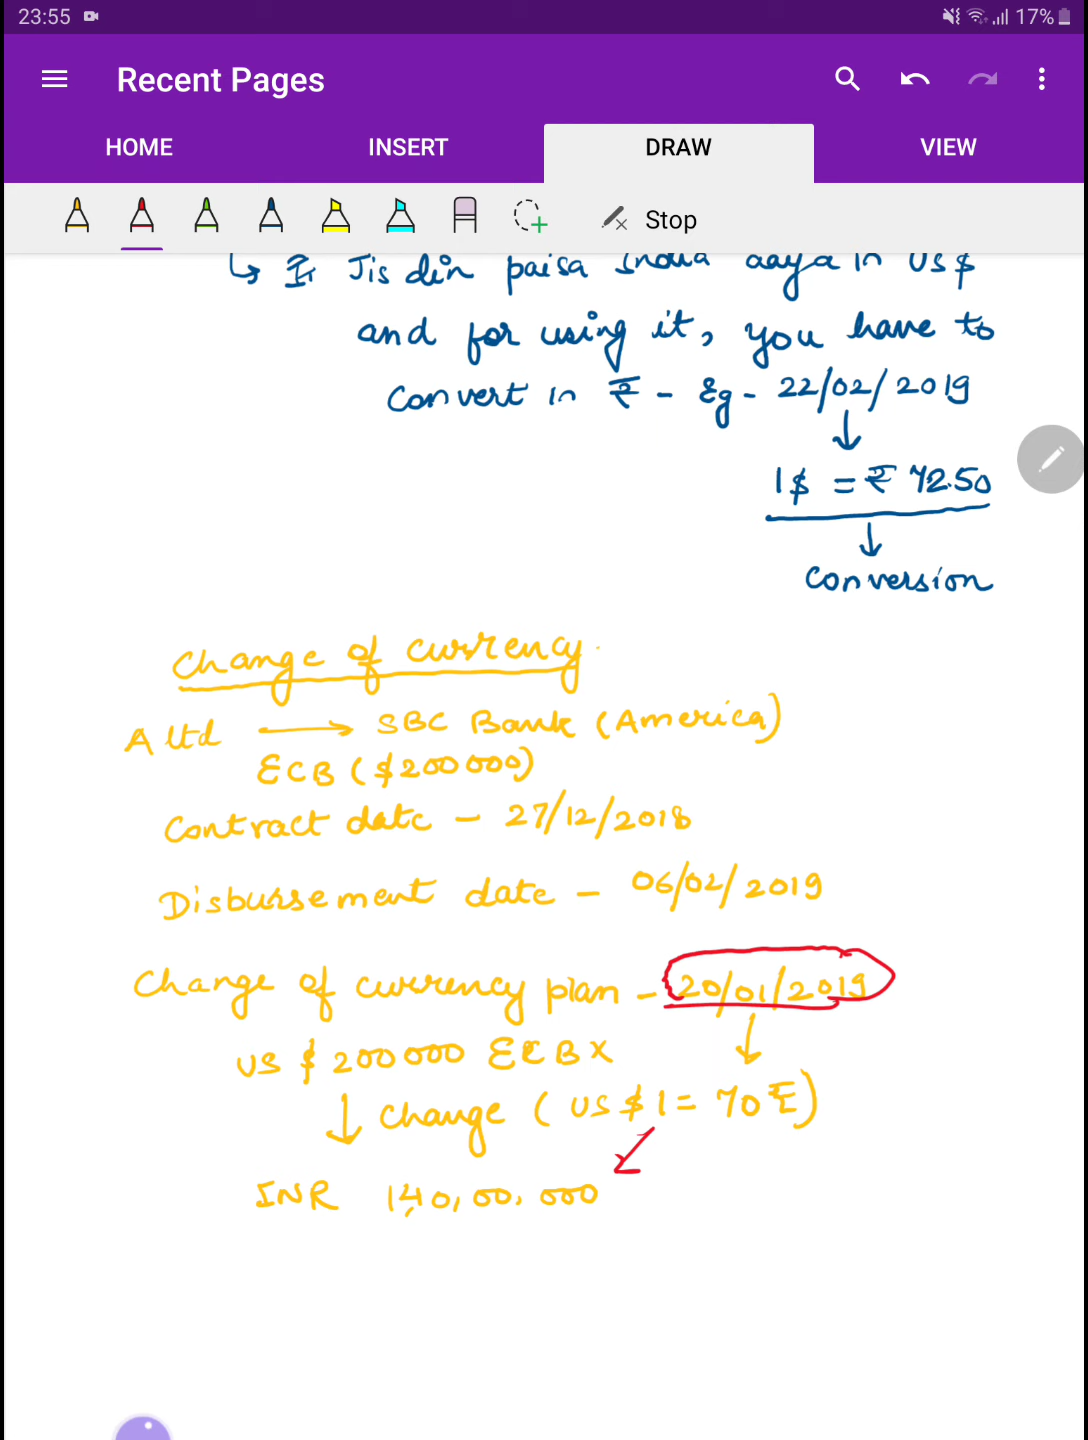 23:55 17%
Recent Pages
HOME INSERT DRAW VIEW
Stop
↳ Jis din paisa India aaya in US $
and for using it, you have to
convert in ₹ - Eg - 22/02/2019
↓
1$ = ₹ 72.50
↓
Conversion
Change of currency.
A ltd → SBC Bank (America)
ECB ($200000)
Contract date - 27/12/2018
Disbursement date - 06/02/2019
Change of currency plan - 20/01/2019
US $ 200000 ECB X ↓
↓ Change (US $1 = 70 ₹)
INR 140,00,000